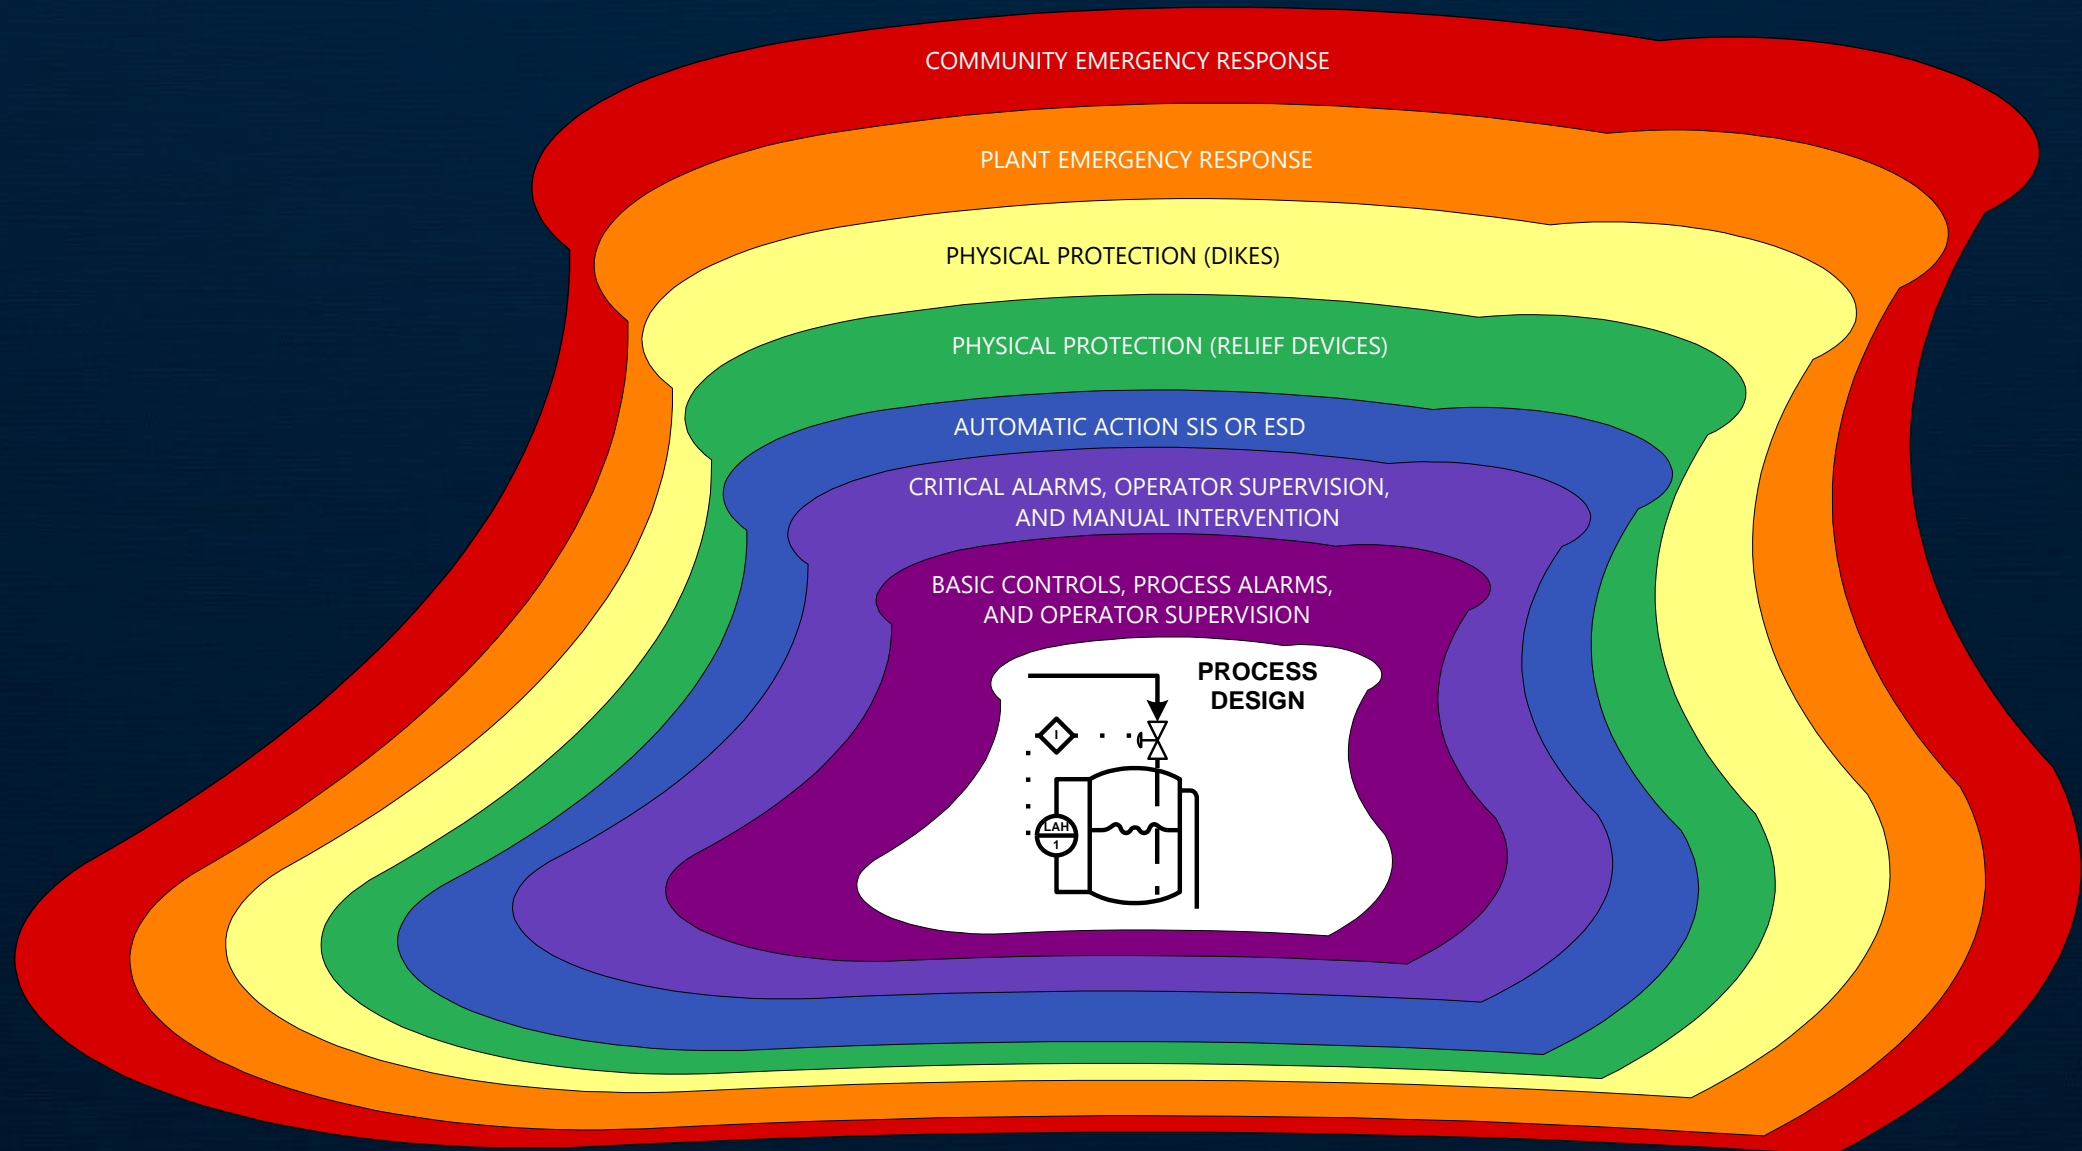 COMMUNITY EMERGENCY RESPONSE
PLANT EMERGENCY RESPONSE
PHYSICAL PROTECTION (DIKES)
PHYSICAL PROTECTION (RELIEF DEVICES)
AUTOMATIC ACTION SIS OR ESD
CRITICAL ALARMS, OPERATOR SUPERVISION,
AND MANUAL INTERVENTION
BASIC CONTROLS, PROCESS ALARMS,
AND OPERATOR SUPERVISION
PROCESS
DESIGN
I
LAH
1